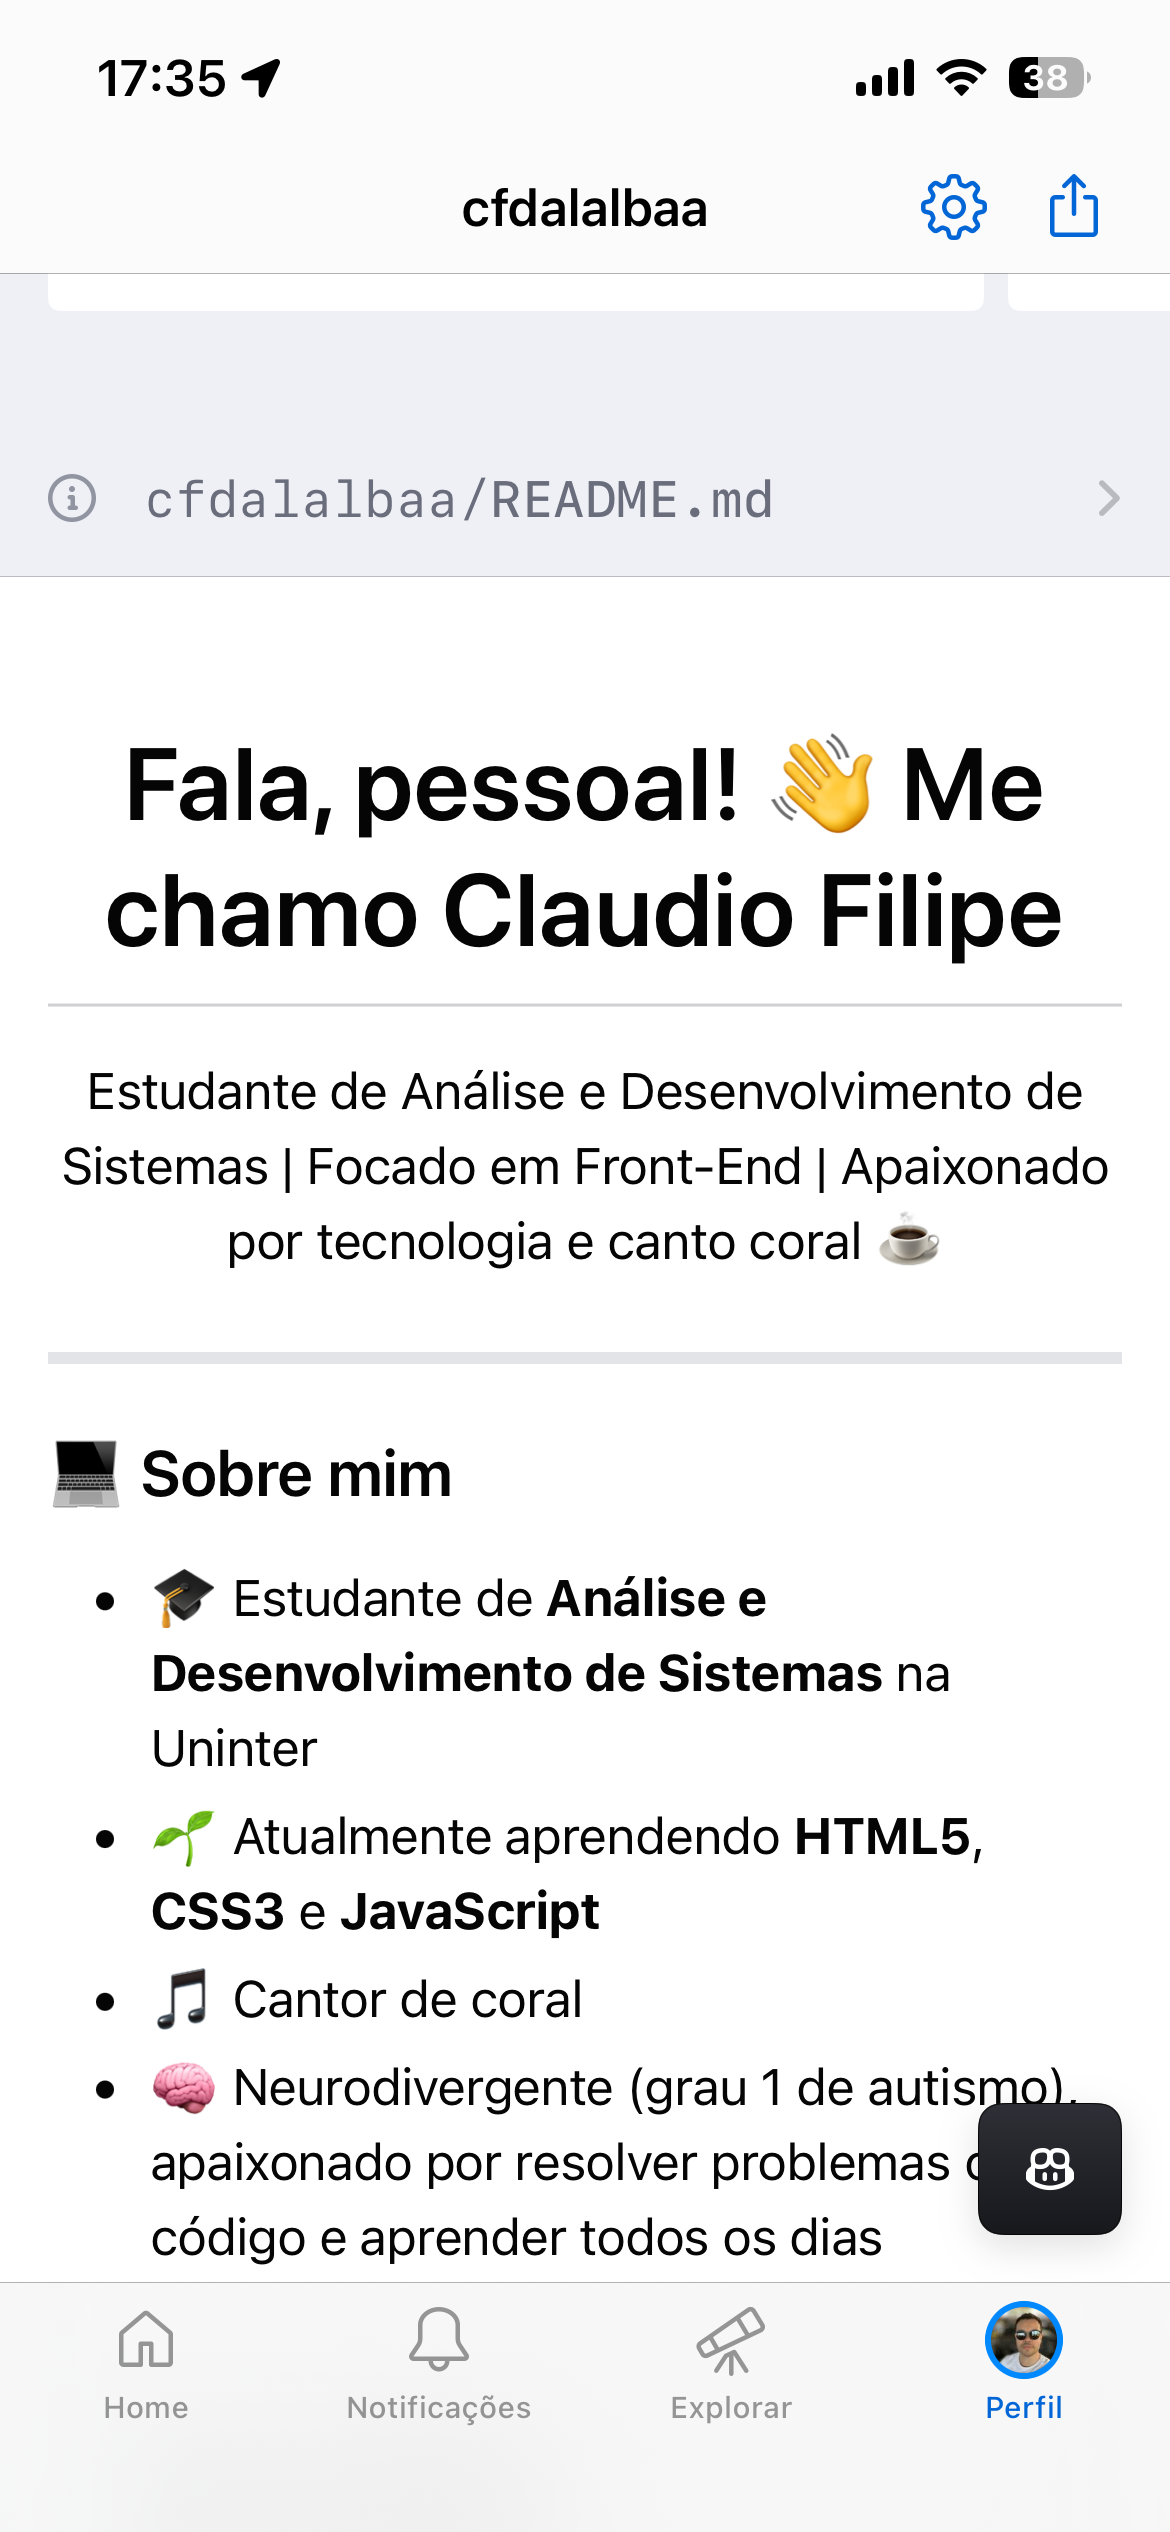 17:35
38
cfdalalbaa
cfdalalbaa/README.md
Fala, pessoal! 👋 Me
chamo Claudio Filipe
Estudante de Análise e Desenvolvimento de
Sistemas | Focado em Front-End | Apaixonado
por tecnologia e canto coral ☕
💻 Sobre mim
• 🎓 Estudante de Análise e
Desenvolvimento de Sistemas na
Uninter
• 🌱 Atualmente aprendendo HTML5,
CSS3 e JavaScript
• 🎵 Cantor de coral
• 🧠 Neurodivergente (grau 1 de autismo),
apaixonado por resolver problemas
código e aprender todos os dias
Home
Notificações
Explorar
Perfil